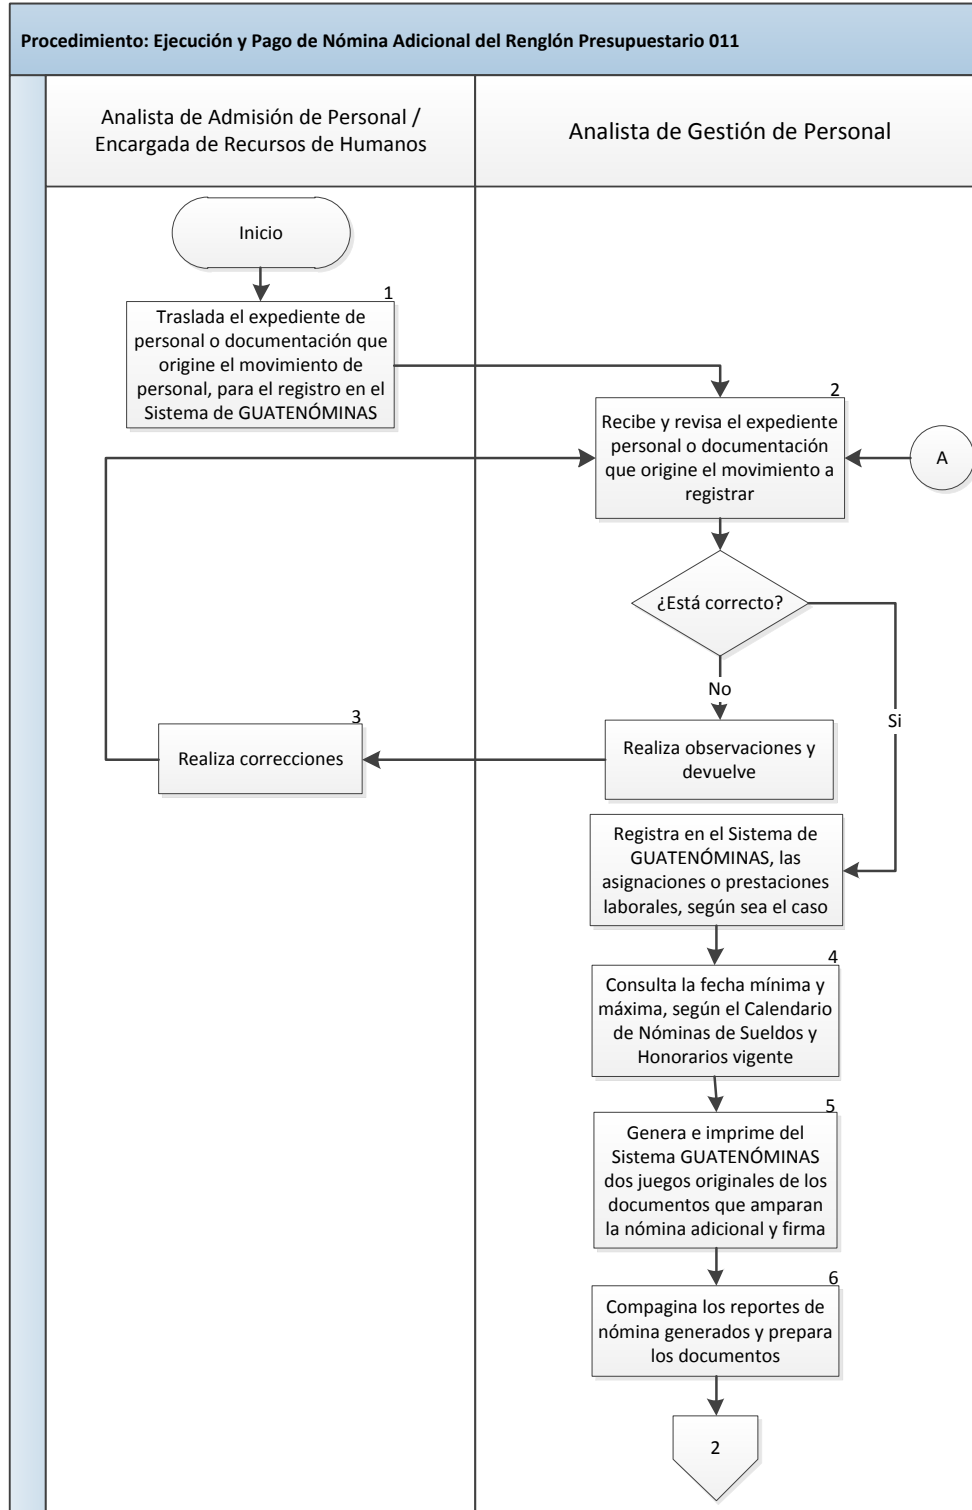 Procedimiento: Ejecución y Pago de Nómina Adicional del Renglón Presupuestario 011
Analista de Admisión de Personal /
Encargada de Recursos de Humanos
Analista de Gestión de Personal
Inicio
1
Traslada el expediente de
personal o documentación que
origine el movimiento de
personal, para el registro en el
Sistema de GUATENÓMINAS
2
Recibe y revisa el expediente
personal o documentación
que origine el movimiento a
registrar
A
¿Está correcto?
No
Si
3
Realiza correcciones
Realiza observaciones y
devuelve
Registra en el Sistema de
GUATENÓMINAS, las
asignaciones o prestaciones
laborales, según sea el caso
4
Consulta la fecha mínima y
máxima, según el Calendario
de Nóminas de Sueldos y
Honorarios vigente
5
Genera e imprime del
Sistema GUATENÓMINAS
dos juegos originales de los
documentos que amparan
la nómina adicional y firma
6
Compagina los reportes de
nómina generados y prepara
los documentos
2